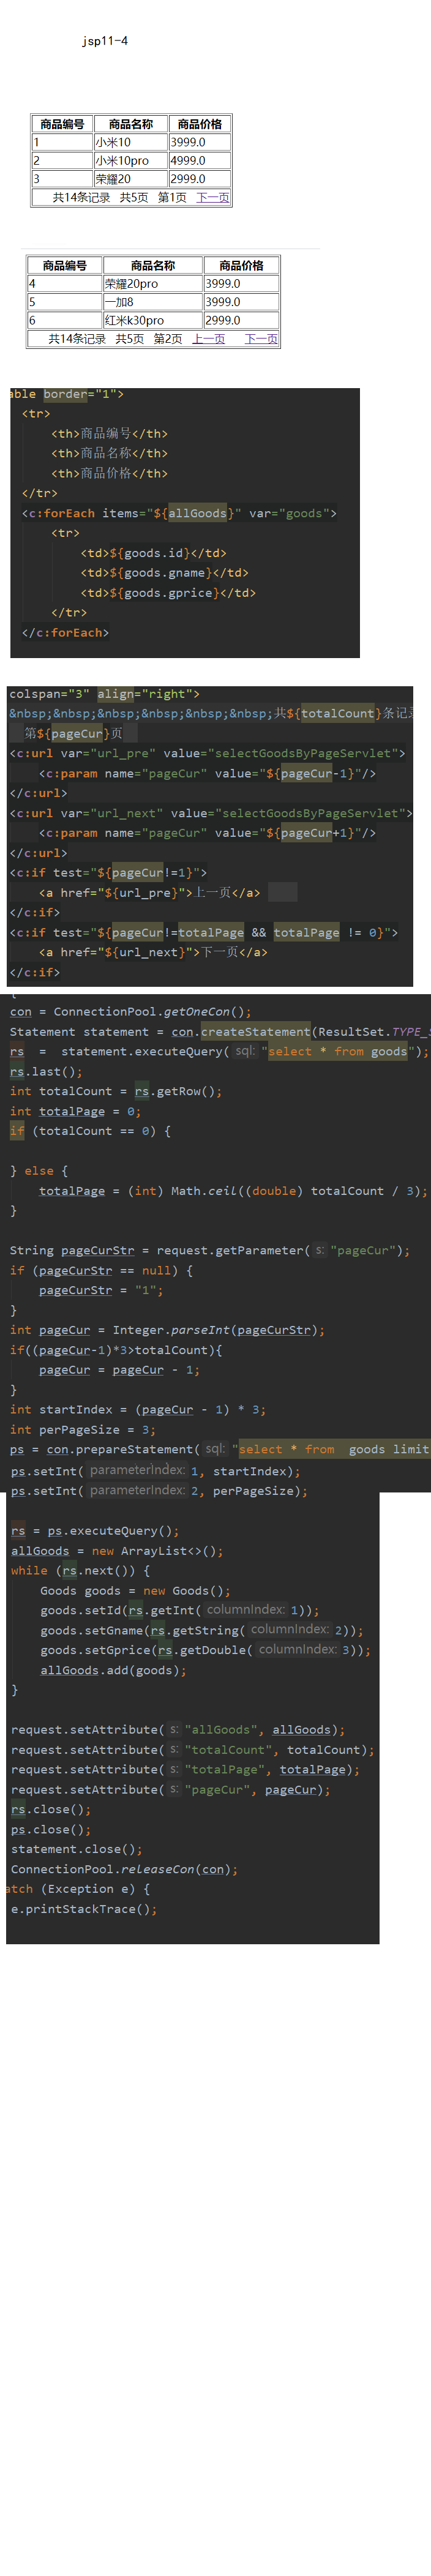 jsp11-4
商品编号 商品名称 商品价格
1 小米10 3999.0
2 小米10pro 4999.0
3 荣耀20 2999.0
共14条记录 共5页 第1页 下一页
商品编号 商品名称 商品价格
4 荣耀20pro 3999.0
5 一加8 3999.0
6 红米k30pro 2999.0
共14条记录 共5页 第2页 上一页 下一页
able border="1">
<tr>
<th>商品编号</th>
<th>商品名称</th>
<th>商品价格</th>
</tr>
<c:forEach items="${allGoods}" var="goods">
<tr>
<td>${goods.id}</td>
<td>${goods.gname}</td>
<td>${goods.gprice}</td>
</tr>
</c:forEach>
colspan="3" align="right">
&nbsp;&nbsp;&nbsp;&nbsp;&nbsp;&nbsp;共${totalCount}条记录
第${pageCur}页
<c:url var="url_pre" value="selectGoodsByPageServlet">
<c:param name="pageCur" value="${pageCur-1}"/>
</c:url>
<c:url var="url_next" value="selectGoodsByPageServlet">
<c:param name="pageCur" value="${pageCur+1}"/>
</c:url>
<c:if test="${pageCur!=1}">
<a href="${url_pre}">上一页</a>
</c:if>
<c:if test="${pageCur!=totalPage && totalPage != 0}">
<a href="${url_next}">下一页</a>
</c:if>
{
con = ConnectionPool.getOneCon();
Statement statement = con.createStatement(ResultSet.TYPE_S
rs = statement.executeQuery( sql: "select * from goods");
rs.last();
int totalCount = rs.getRow();
int totalPage = 0;
if (totalCount == 0) {
} else {
totalPage = (int) Math.ceil((double) totalCount / 3);
}
String pageCurStr = request.getParameter( s: "pageCur");
if (pageCurStr == null) {
pageCurStr = "1";
}
int pageCur = Integer.parseInt(pageCurStr);
if((pageCur-1)*3>totalCount){
pageCur = pageCur - 1;
}
int startIndex = (pageCur - 1) * 3;
int perPageSize = 3;
ps = con.prepareStatement( sql: "select * from  goods limit
ps.setInt( parameterIndex: 1, startIndex);
ps.setInt( parameterIndex: 2, perPageSize);
rs = ps.executeQuery();
allGoods = new ArrayList<>();
while (rs.next()) {
Goods goods = new Goods();
goods.setId(rs.getInt( columnIndex: 1));
goods.setGname(rs.getString( columnIndex: 2));
goods.setGprice(rs.getDouble( columnIndex: 3));
allGoods.add(goods);
}
request.setAttribute( s: "allGoods", allGoods);
request.setAttribute( s: "totalCount", totalCount);
request.setAttribute( s: "totalPage", totalPage);
request.setAttribute( s: "pageCur", pageCur);
rs.close();
ps.close();
statement.close();
ConnectionPool.releaseCon(con);
atch (Exception e) {
e.printStackTrace();